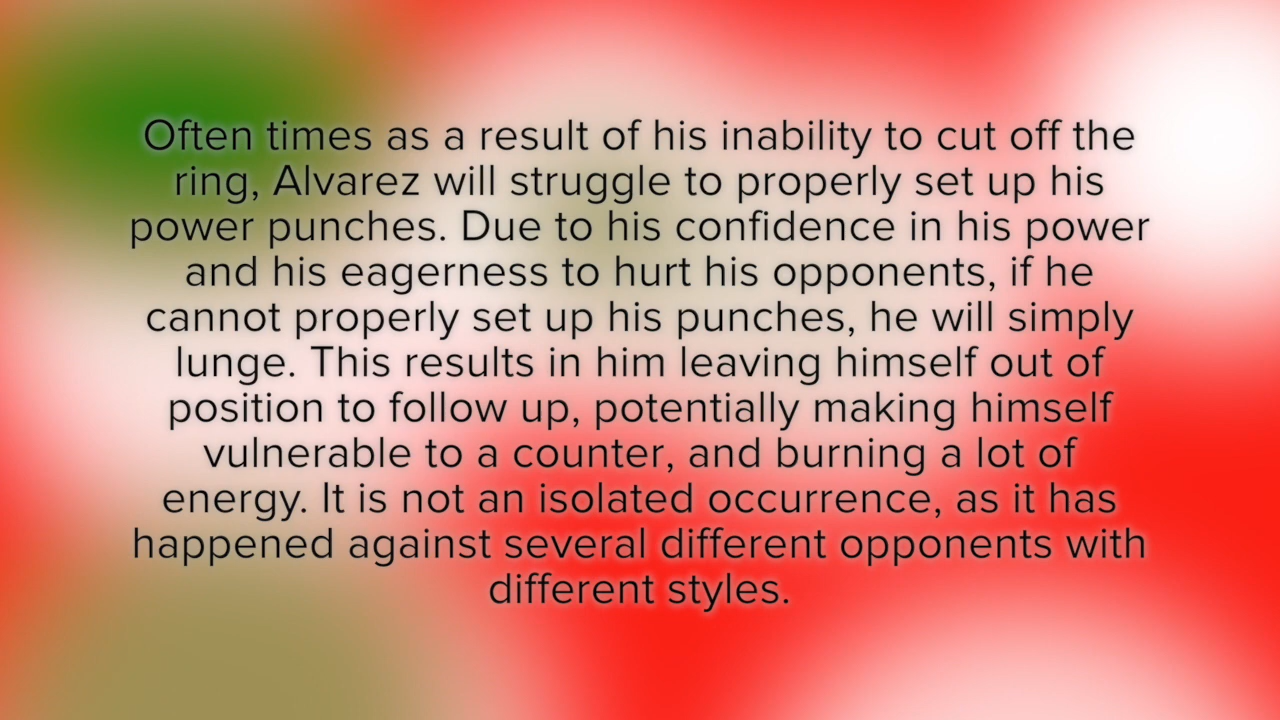 Often times as a result of his inability to cut off the
ring, Alvarez will struggle to properly set up his
power punches. Due to his confidence in his power
and his eagerness to hurt his opponents, if he
cannot properly set up his punches, he will simply
lunge. This results in him leaving himself out of
position to follow up, potentially making himself
vulnerable to a counter, and burning a lot of
energy. It is not an isolated occurrence, as it has
happened against several different opponents with
different styles.